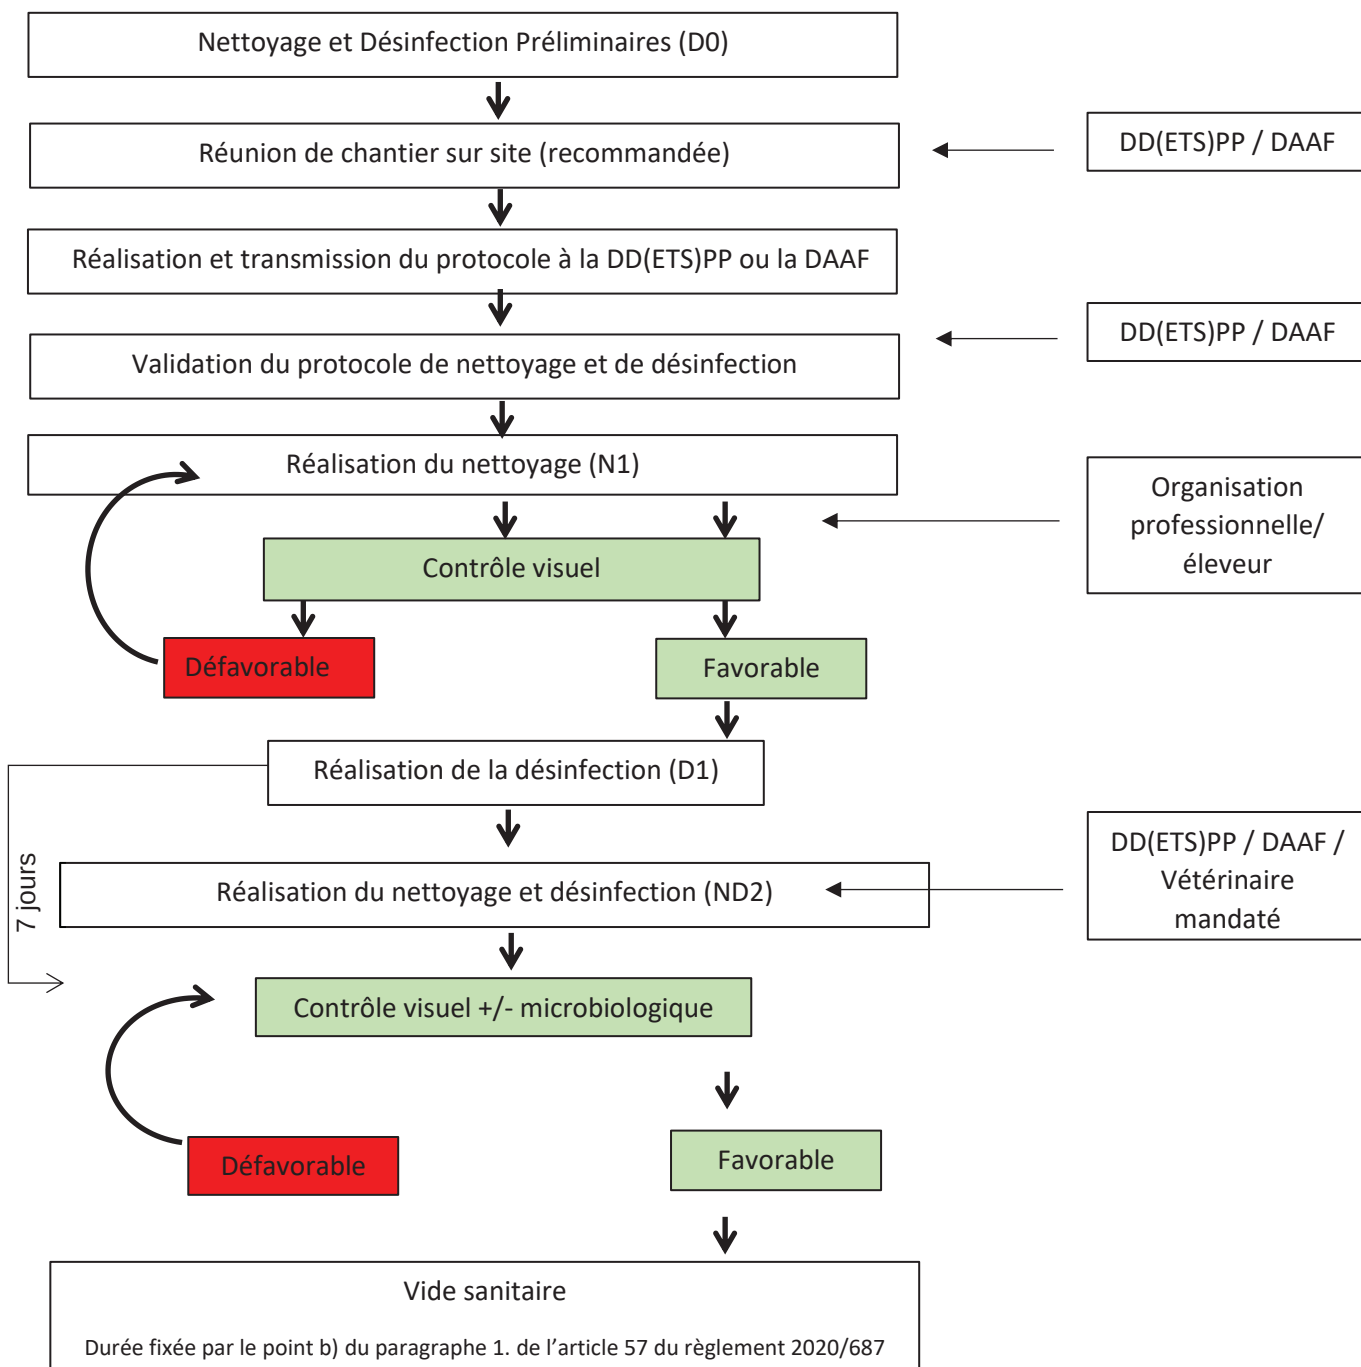 Nettoyage et Désinfection Préliminaires (D0)
Réunion de chantier sur site (recommandée)
DD(ETS)PP / DAAF
Réalisation et transmission du protocole à la DD(ETS)PP ou la DAAF
Validation du protocole de nettoyage et de désinfection
DD(ETS)PP / DAAF
Réalisation du nettoyage (N1)
Organisation
professionnelle/
éleveur
Contrôle visuel
Défavorable
Favorable
Réalisation de la désinfection (D1)
7 jours
Réalisation du nettoyage et désinfection (ND2)
DD(ETS)PP / DAAF /
Vétérinaire
mandaté
Contrôle visuel +/- microbiologique
Défavorable
Favorable
Vide sanitaire
Durée fixée par le point b) du paragraphe 1. de l’article 57 du règlement 2020/687